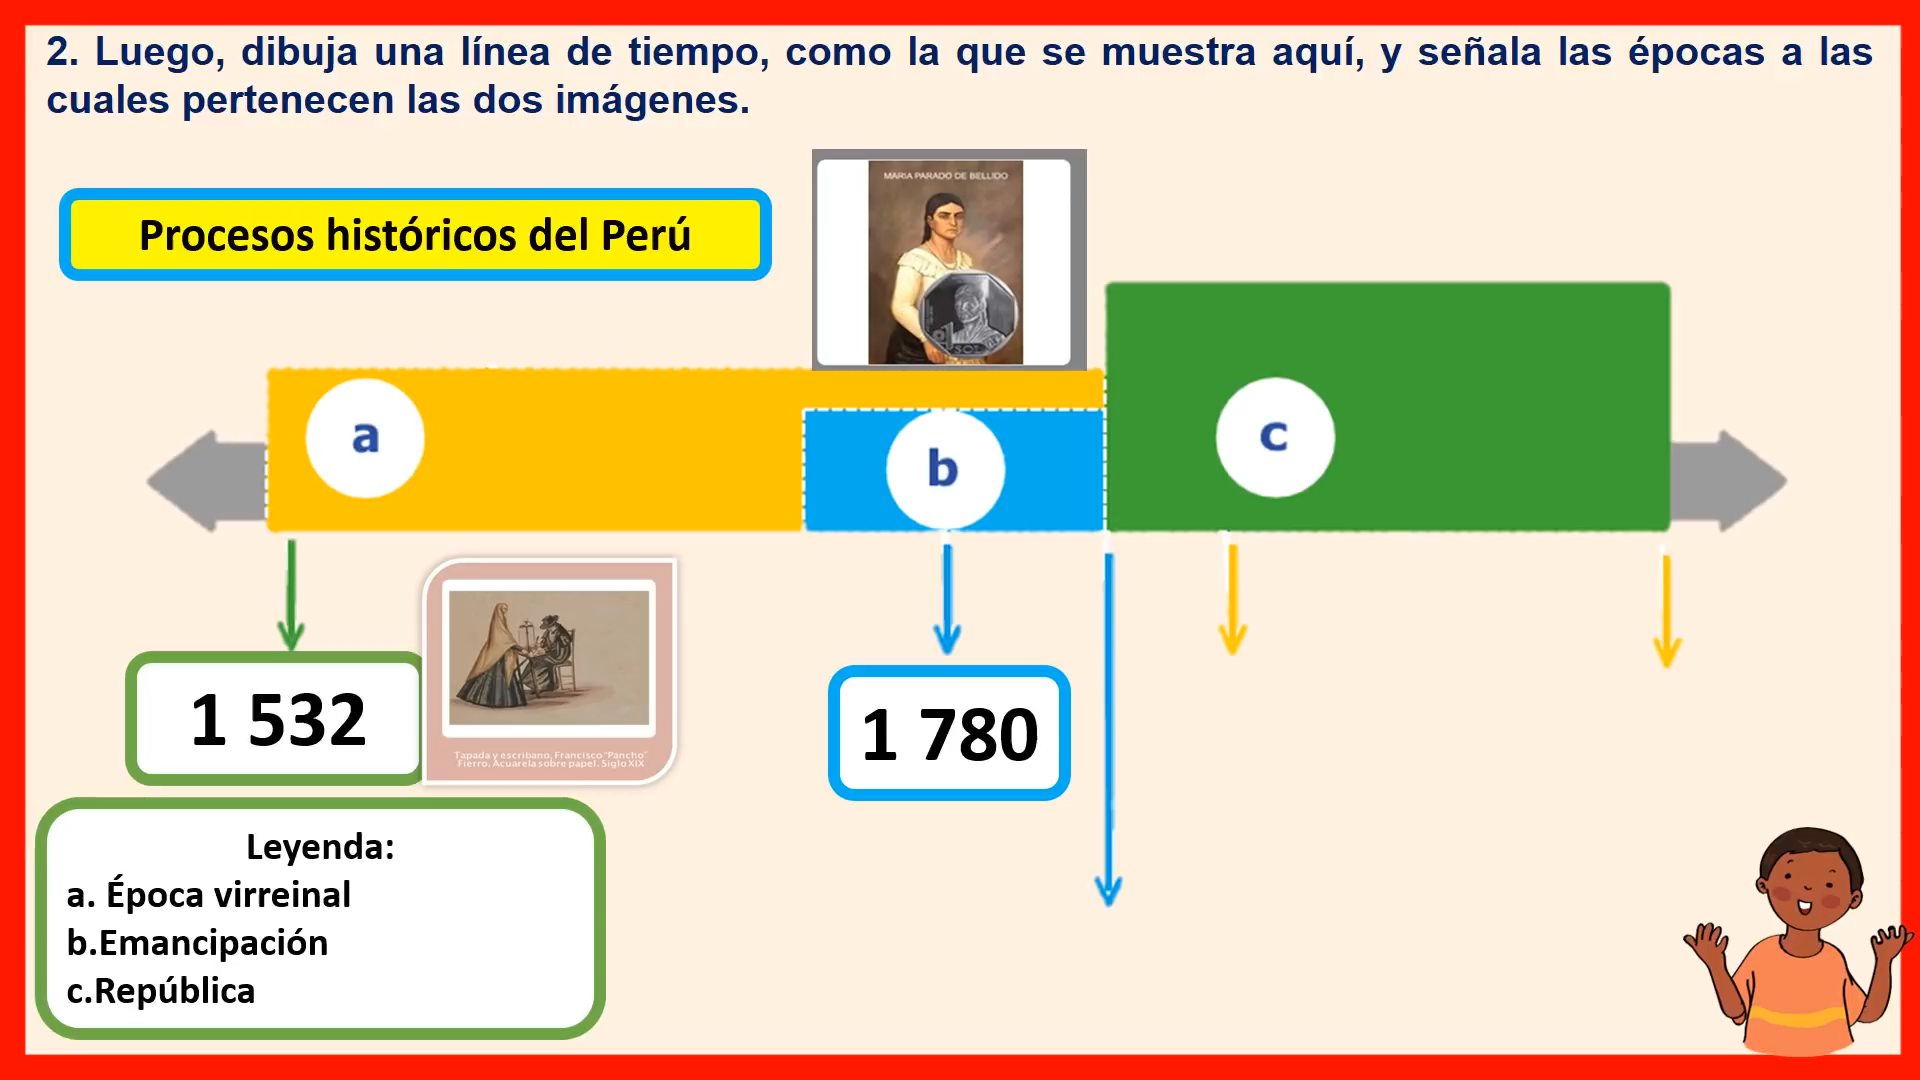 2. Luego, dibuja una línea de tiempo, como la que se muestra aquí, y señala las épocas a las
cuales pertenecen las dos imágenes.
Procesos históricos del Perú
MARIA PARADO DE BELLIDO
1
SOL
a
b
c
1 532
Tapada y escribano, Francisco "Pancho"
Fierro. Acuarela sobre papel. Siglo XIX
1 780
Leyenda:
a. Época virreinal
b.Emancipación
c.República